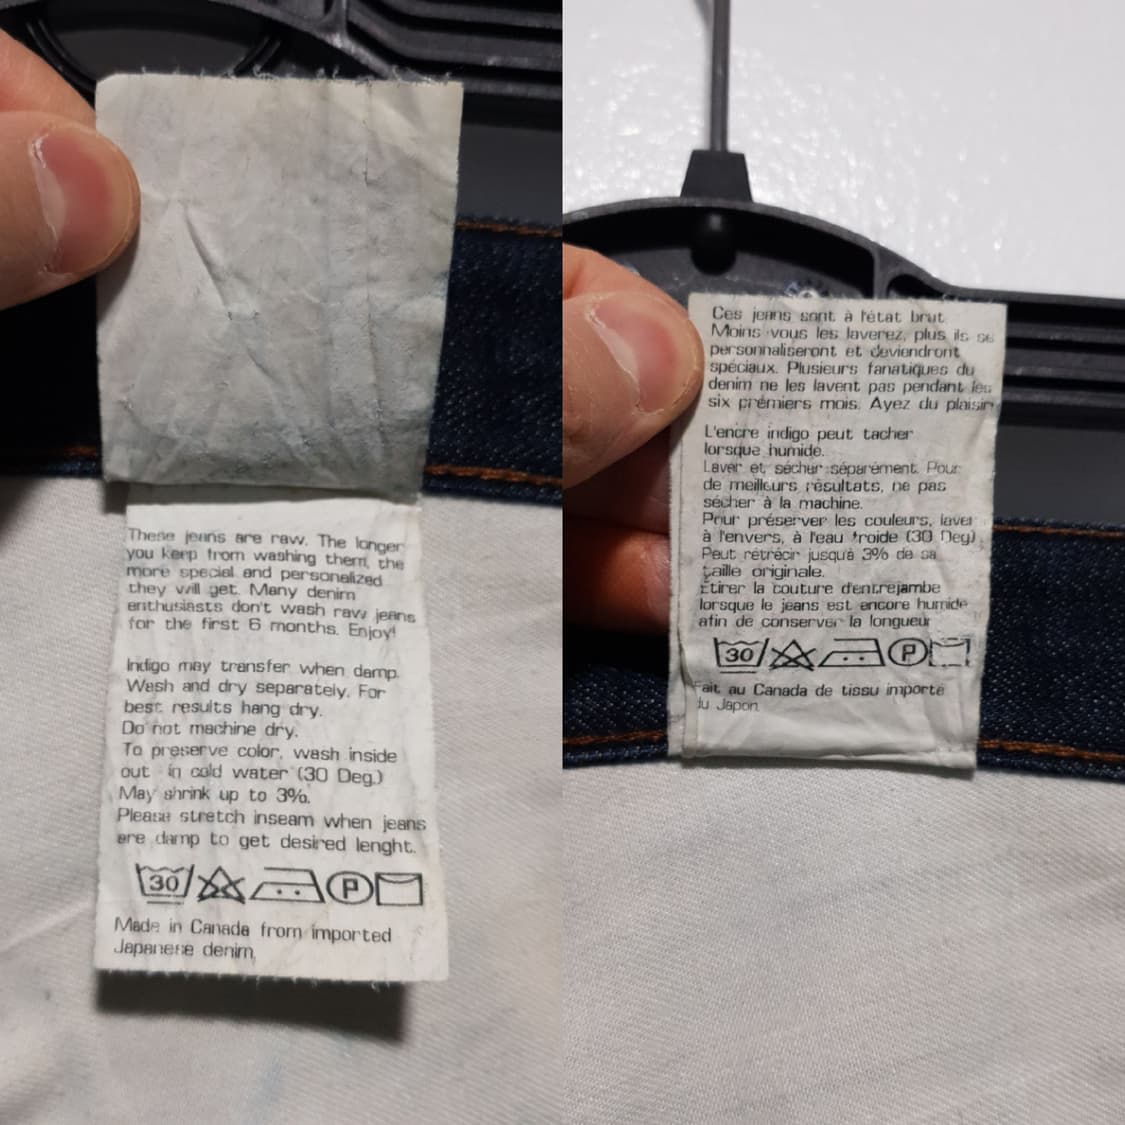 These jeans are raw. The longer
you keep from washing them, the
more special and personalized
they will get. Many denim
enthusiasts don't wash raw jeans
for the first 6 months. Enjoy!
Indigo may transfer when damp.
Wash and dry separately. For
best results hang dry.
Do not machine dry.
To preserve color, wash inside
out in cold water (30 Deg.)
May shrink up to 3%.
Please stretch inseam when jeans
are damp to get desired lenght.
30 P
Made in Canada from imported
Japanese denim.
Ces jeans sont à l'état brut
Moins vous les laverez, plus ils se
personnaliseront et deviendront
spéciaux. Plusieurs fanatiques du
denim ne les lavent pas pendant les
six prémiers mois. Ayez du plaisir
L'encre indigo peut tacher
lorsque humide.
Laver et sécher séparément. Pour
de meilleurs résultats, ne pas
sécher à la machine.
Pour préserver les couleurs, laver
à l'envers, à l'eau froide (30 Deg)
Peut rétrécir jusqu'à 3% de sa
taille originale.
Étirer la couture d'entrejambe
lorsque le jeans est encore humide
afin de conserver la longueur
30 P
Fait au Canada de tissu importé
du Japon.